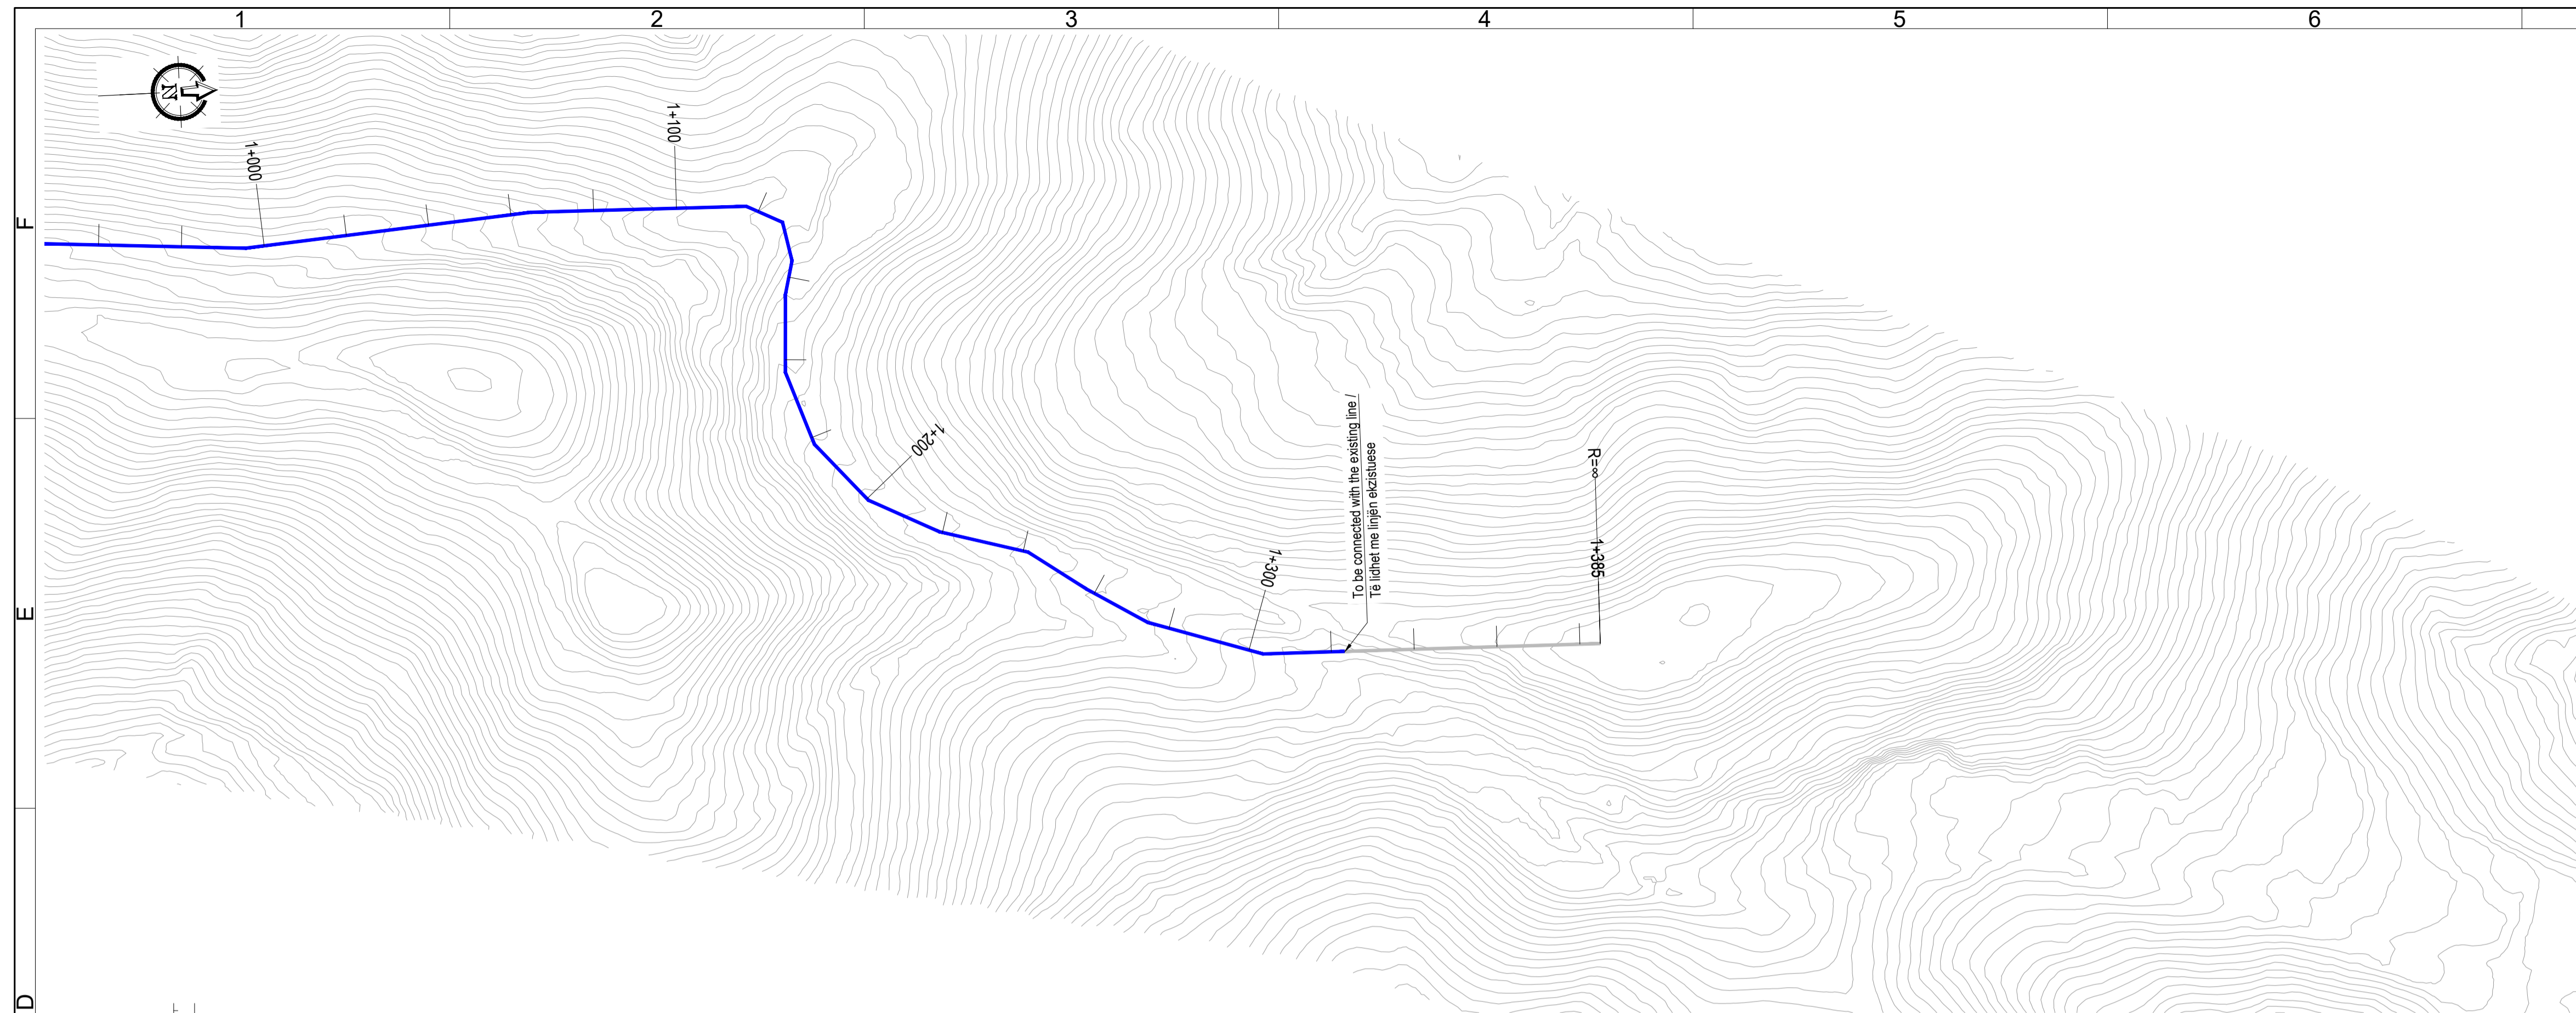 1
2
3
4
5
6
F
E
D
N
1+000
1+100
1+200
1+300
To be connected with the existing line /
Të lidhet me linjën ekzistuese
R=∞
1+385